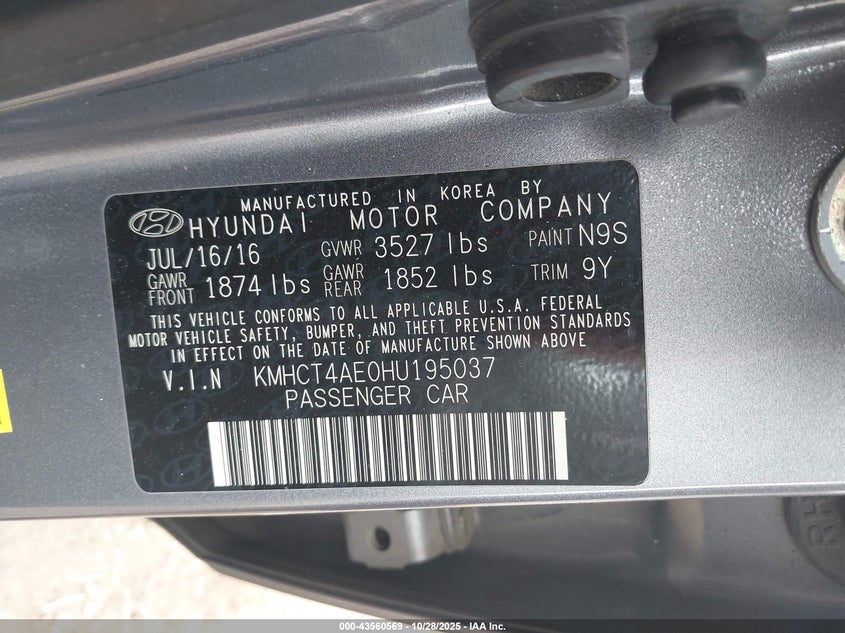 MANUFACTURED IN KOREA BY
HYUNDAI MOTOR COMPANY
JUL/16/16 GVWR 3527 lbs PAINT N9S
GAWR FRONT 1874 lbs GAWR REAR 1852 lbs TRIM 9Y
THIS VEHICLE CONFORMS TO ALL APPLICABLE U.S.A. FEDERAL
MOTOR VEHICLE SAFETY, BUMPER, AND THEFT PREVENTION STANDARDS
IN EFFECT ON THE DATE OF MANUFACTURE SHOWN ABOVE
V.I.N KMHCT4AE0HU195037
PASSENGER CAR
RH
000-43560569 - 10/28/2025 - IAA Inc.